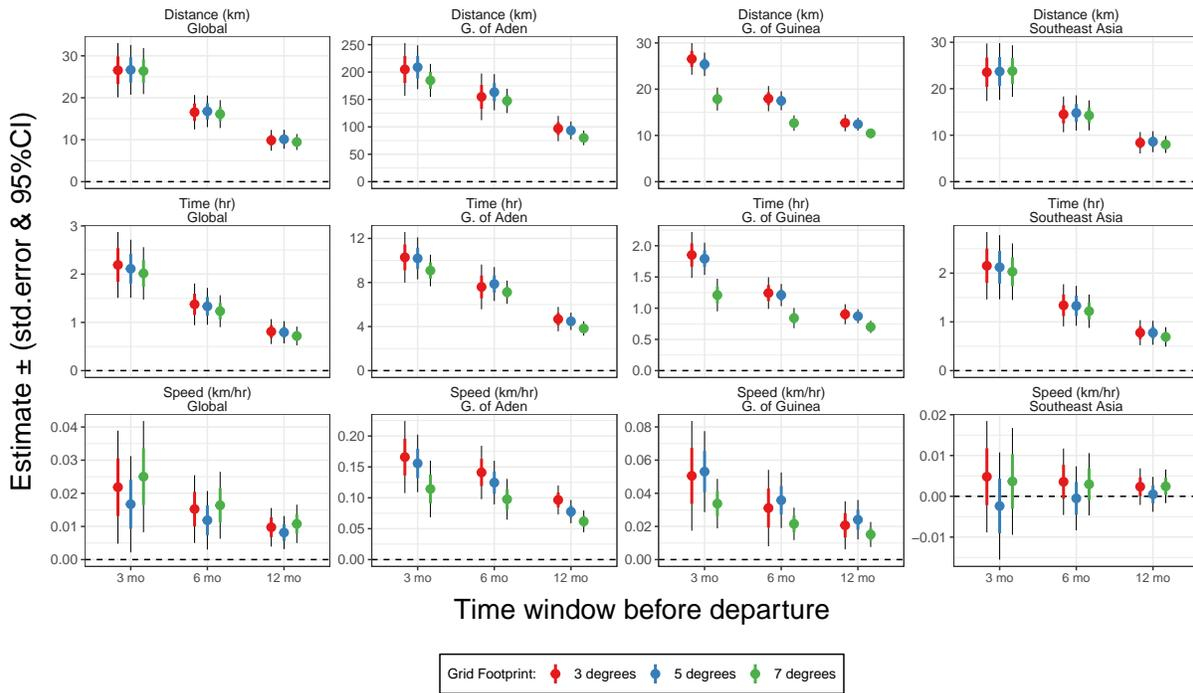 Distance (km)
Global
Distance (km)
G. of Aden
Distance (km)
G. of Guinea
Distance (km)
Southeast Asia
30
20
10
0
250
200
150
100
50
0
30
20
10
0
30
20
10
0
Time (hr)
Global
Time (hr)
G. of Aden
Time (hr)
G. of Guinea
Time (hr)
Southeast Asia
3
2
1
0
12
8
4
0
2.0
1.5
1.0
0.5
0.0
2
1
0
Speed (km/hr)
Global
Speed (km/hr)
G. of Aden
Speed (km/hr)
G. of Guinea
Speed (km/hr)
Southeast Asia
0.04
0.03
0.02
0.01
0.00
0.20
0.15
0.10
0.05
0.00
0.08
0.06
0.04
0.02
0.00
0.02
0.01
0.00
−0.01
3 mo 6 mo 12 mo
3 mo 6 mo 12 mo
3 mo 6 mo 12 mo
3 mo 6 mo 12 mo
Estimate ± (std.error & 95%CI)
Time window before departure
Grid Footprint: 3 degrees 5 degrees 7 degrees